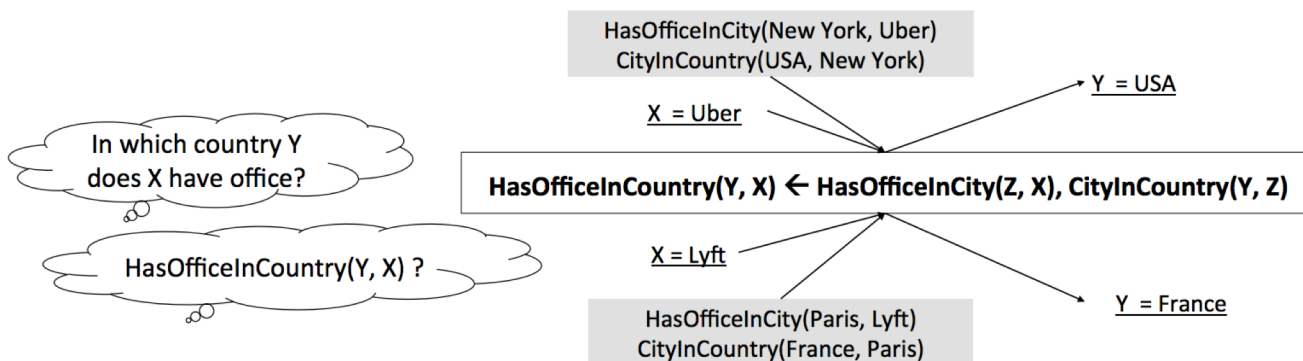 HasOfficeInCity(New York, Uber)
CityInCountry(USA, New York)
X  = Uber
Y  = USA
In which country Y
does X have office?
HasOfficeInCountry(Y, X) ← HasOfficeInCity(Z, X), CityInCountry(Y, Z)
HasOfficeInCountry(Y, X) ?
X = Lyft
Y  = France
HasOfficeInCity(Paris, Lyft)
CityInCountry(France, Paris)